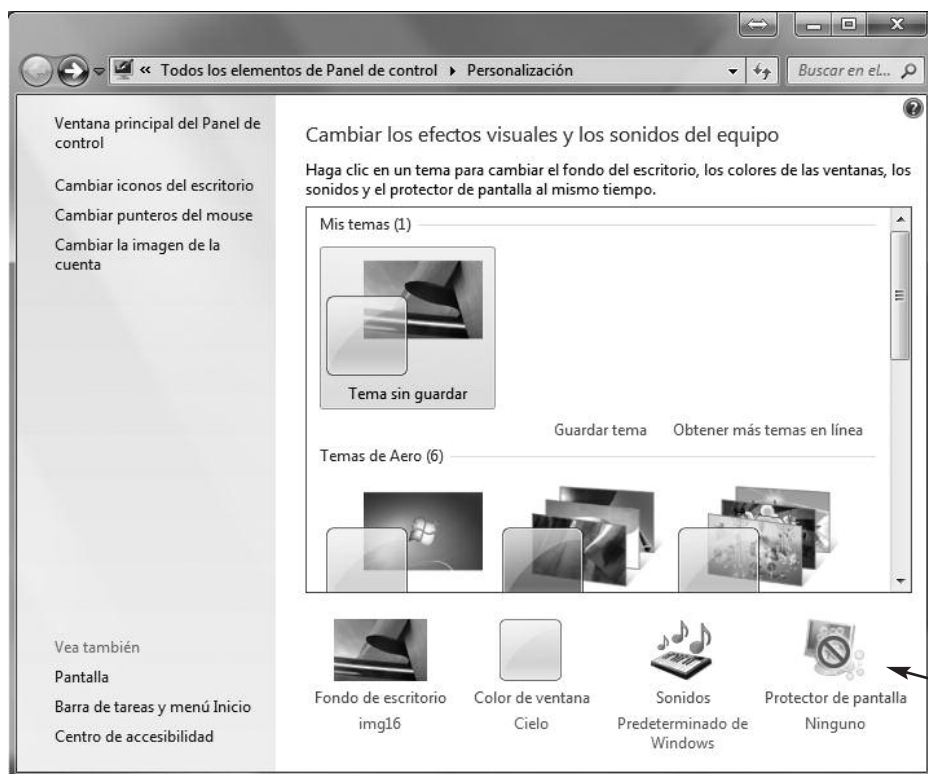 « Todos los elementos de Panel de control ▸ Personalización
Buscar en el...
Ventana principal del Panel de
control
Cambiar iconos del escritorio
Cambiar punteros del mouse
Cambiar la imagen de la
cuenta
Vea también
Pantalla
Barra de tareas y menú Inicio
Centro de accesibilidad
Cambiar los efectos visuales y los sonidos del equipo
Haga clic en un tema para cambiar el fondo del escritorio, los colores de las ventanas, los
sonidos y el protector de pantalla al mismo tiempo.
Mis temas (1)
Tema sin guardar
Guardar tema Obtener más temas en línea
Temas de Aero (6)
Fondo de escritorio
img16
Color de ventana
Cielo
Sonidos
Predeterminado de
Windows
Protector de pantalla
Ninguno